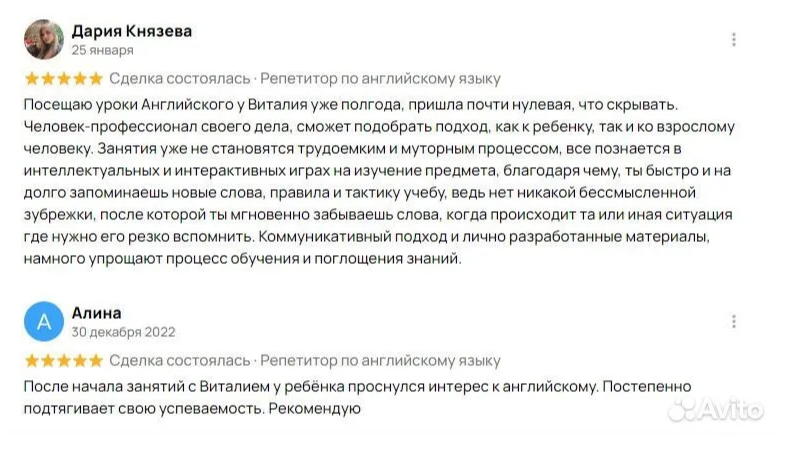 Дария Князева
25 января
Сделка состоялась · Репетитор по английскому языку
Посещаю уроки Английского у Виталия уже полгода, пришла почти нулевая, что скрывать.
Человек-профессионал своего дела, сможет подобрать подход, как к ребенку, так и ко взрослому
человеку. Занятия уже не становятся трудоемким и муторным процессом, все познается в
интеллектуальных и интерактивных играх на изучение предмета, благодаря чему, ты быстро и на
долго запоминаешь новые слова, правила и тактику учебу, ведь нет никакой бессмысленной
зубрежки, после которой ты мгновенно забываешь слова, когда происходит та или иная ситуация
где нужно его резко вспомнить. Коммуникативный подход и лично разработанные материалы,
намного упрощают процесс обучения и поглощения знаний.
А
Алина
30 декабря 2022
Сделка состоялась · Репетитор по английскому языку
После начала занятий с Виталием у ребёнка проснулся интерес к английскому. Постепенно
подтягивает свою успеваемость. Рекомендую
Avito